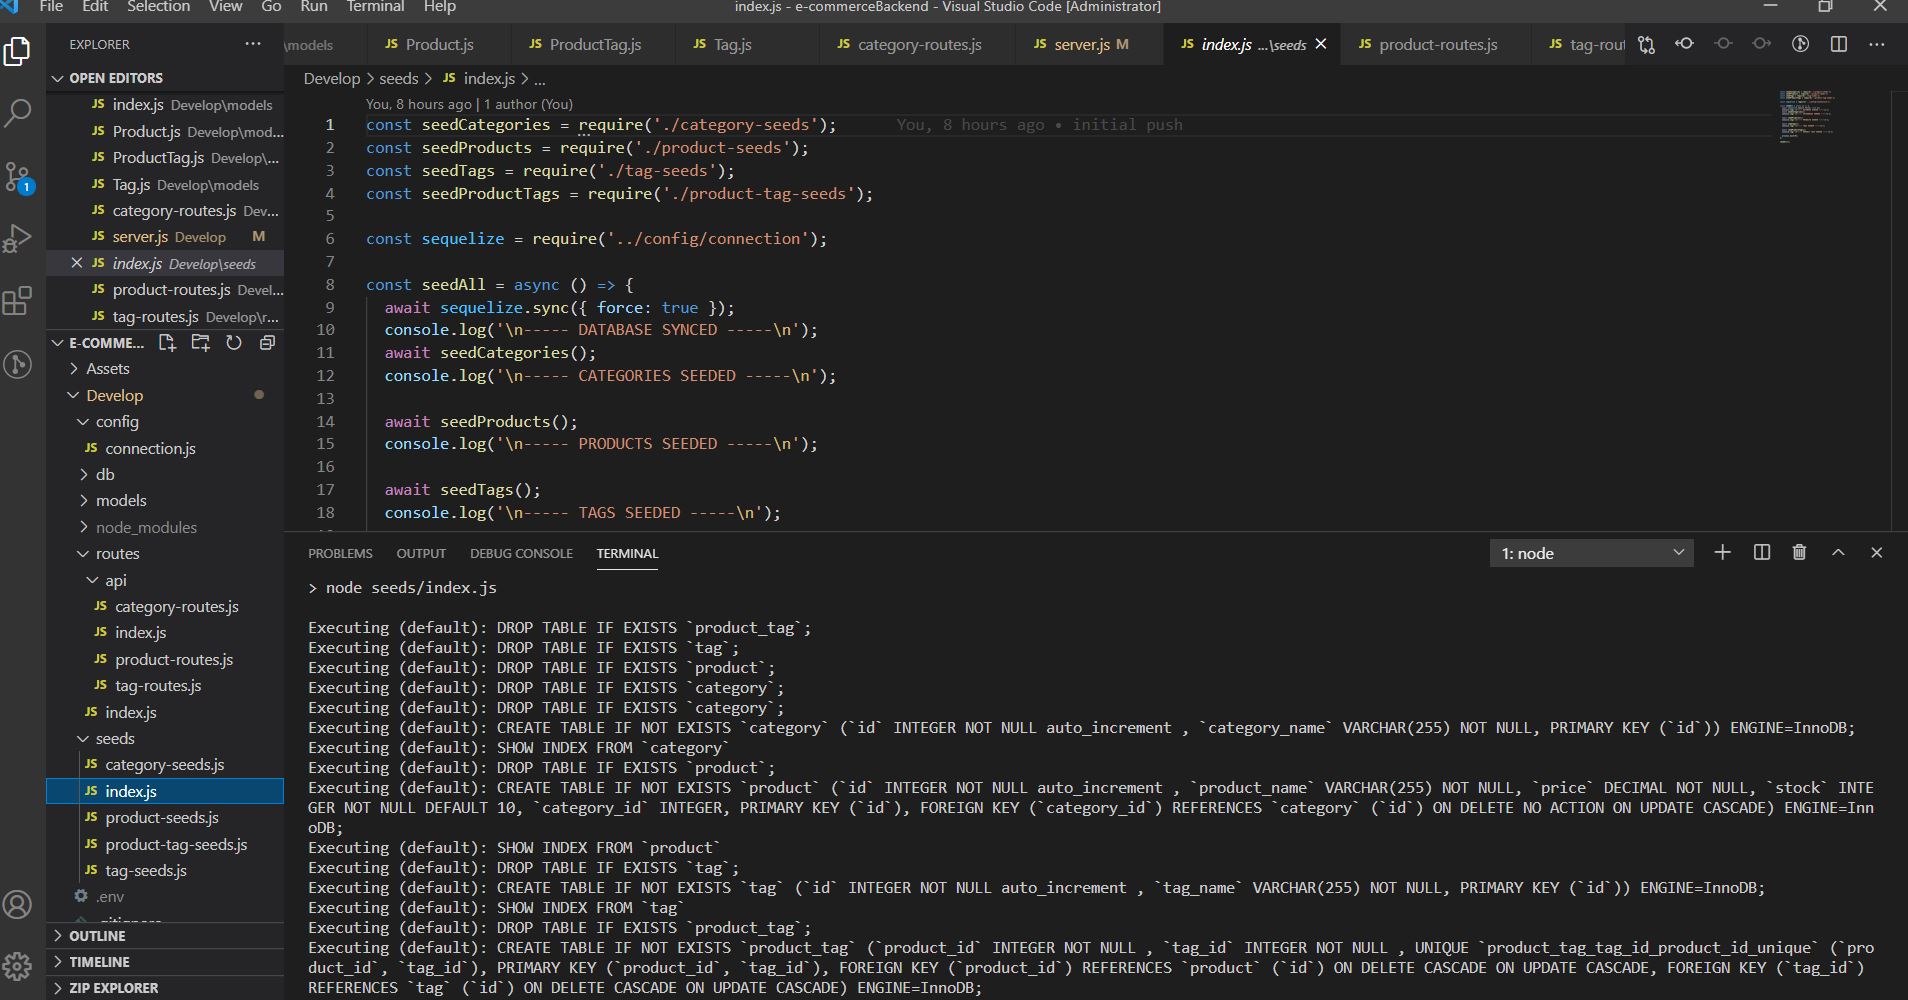 File Edit Selection View Go Run Terminal Help
index.js - e-commerceBackend - Visual Studio Code [Administrator]
EXPLORER
\models
JS Product.js
JS ProductTag.js
JS Tag.js
JS category-routes.js
JS server.js M
JS index.js ...\seeds
JS product-routes.js
JS tag-rout
OPEN EDITORS
JS index.js Develop\models
JS Product.js Develop\mod...
JS ProductTag.js Develop\...
JS Tag.js Develop\models
JS category-routes.js Dev...
JS server.js Develop M
JS index.js Develop\seeds
JS product-routes.js Devel...
JS tag-routes.js Develop\r...
1
E-COMME...
Assets
Develop
config
JS connection.js
db
models
node_modules
routes
api
JS category-routes.js
JS index.js
JS product-routes.js
JS tag-routes.js
JS index.js
seeds
JS category-seeds.js
JS index.js
JS product-seeds.js
JS product-tag-seeds.js
JS tag-seeds.js
.env
.gitignore
OUTLINE
TIMELINE
ZIP EXPLORER
Develop > seeds > JS index.js > ...
You, 8 hours ago | 1 author (You)
1 const seedCategories = require('./category-seeds'); You, 8 hours ago • initial push
2 const seedProducts = require('./product-seeds');
3 const seedTags = require('./tag-seeds');
4 const seedProductTags = require('./product-tag-seeds');
5
6 const sequelize = require('../config/connection');
7
8 const seedAll = async () => {
9 await sequelize.sync({ force: true });
10 console.log('\n----- DATABASE SYNCED -----\n');
11 await seedCategories();
12 console.log('\n----- CATEGORIES SEEDED -----\n');
13
14 await seedProducts();
15 console.log('\n----- PRODUCTS SEEDED -----\n');
16
17 await seedTags();
18 console.log('\n----- TAGS SEEDED -----\n');
PROBLEMS OUTPUT DEBUG CONSOLE TERMINAL
1: node
> node seeds/index.js
Executing (default): DROP TABLE IF EXISTS `product_tag`;
Executing (default): DROP TABLE IF EXISTS `tag`;
Executing (default): DROP TABLE IF EXISTS `product`;
Executing (default): DROP TABLE IF EXISTS `category`;
Executing (default): DROP TABLE IF EXISTS `category`;
Executing (default): CREATE TABLE IF NOT EXISTS `category` (`id` INTEGER NOT NULL auto_increment , `category_name` VARCHAR(255) NOT NULL, PRIMARY KEY (`id`)) ENGINE=InnoDB;
Executing (default): SHOW INDEX FROM `category`
Executing (default): DROP TABLE IF EXISTS `product`;
Executing (default): CREATE TABLE IF NOT EXISTS `product` (`id` INTEGER NOT NULL auto_increment , `product_name` VARCHAR(255) NOT NULL, `price` DECIMAL NOT NULL, `stock` INTE
GER NOT NULL DEFAULT 10, `category_id` INTEGER, PRIMARY KEY (`id`), FOREIGN KEY (`category_id`) REFERENCES `category` (`id`) ON DELETE NO ACTION ON UPDATE CASCADE) ENGINE=Inn
oDB;
Executing (default): SHOW INDEX FROM `product`
Executing (default): DROP TABLE IF EXISTS `tag`;
Executing (default): CREATE TABLE IF NOT EXISTS `tag` (`id` INTEGER NOT NULL auto_increment , `tag_name` VARCHAR(255) NOT NULL, PRIMARY KEY (`id`)) ENGINE=InnoDB;
Executing (default): SHOW INDEX FROM `tag`
Executing (default): DROP TABLE IF EXISTS `product_tag`;
Executing (default): CREATE TABLE IF NOT EXISTS `product_tag` (`product_id` INTEGER NOT NULL , `tag_id` INTEGER NOT NULL , UNIQUE `product_tag_tag_id_product_id_unique` (`pro
duct_id`, `tag_id`), PRIMARY KEY (`product_id`, `tag_id`), FOREIGN KEY (`product_id`) REFERENCES `product` (`id`) ON DELETE CASCADE ON UPDATE CASCADE, FOREIGN KEY (`tag_id`)
REFERENCES `tag` (`id`) ON DELETE CASCADE ON UPDATE CASCADE) ENGINE=InnoDB;